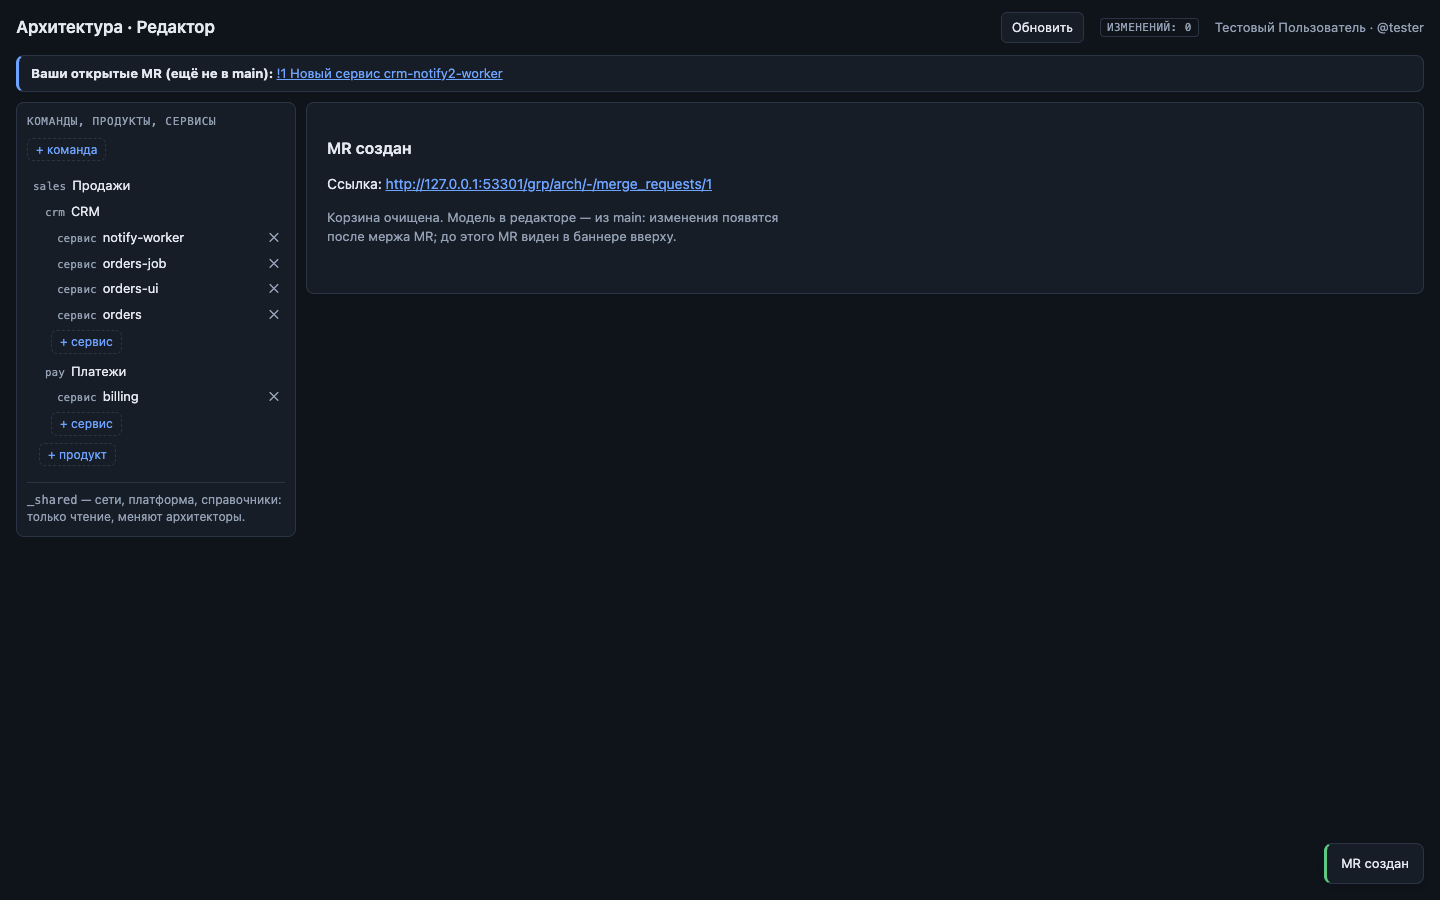 Архитектура · Редактор
Обновить
ИЗМЕНЕНИЙ: 0
Тестовый Пользователь · @tester
Ваши открытые MR (ещё не в main): !1 Новый сервис crm-notify2-worker
КОМАНДЫ, ПРОДУКТЫ, СЕРВИСЫ
+ команда
sales Продажи
crm CRM
сервис notify-worker ×
сервис orders-job ×
сервис orders-ui ×
сервис orders ×
+ сервис
pay Платежи
сервис billing ×
+ сервис
+ продукт
_shared — сети, платформа, справочники:
только чтение, меняют архитекторы.
MR создан
Ссылка: http://127.0.0.1:53301/grp/arch/-/merge_requests/1
Корзина очищена. Модель в редакторе — из main: изменения появятся
после мержа MR; до этого MR виден в баннере вверху.
MR создан